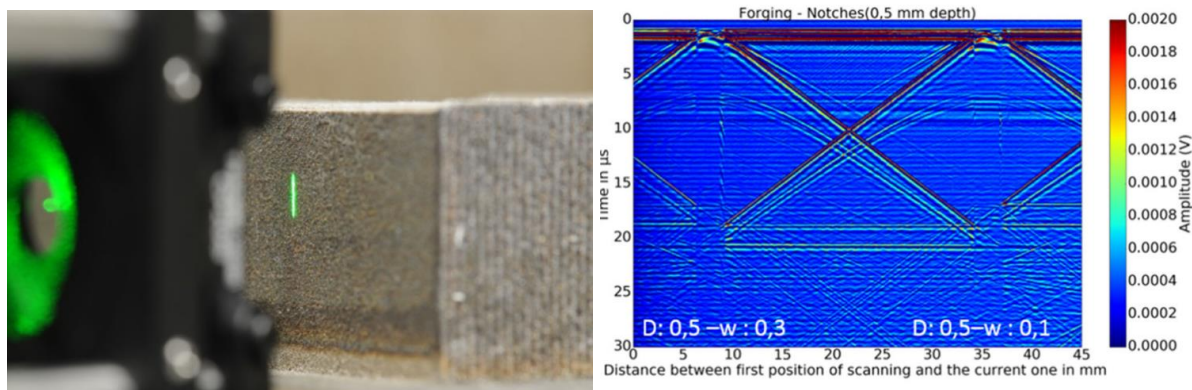 Forging - Notches(0,5 mm depth)
0
5
10
15
20
25
30
Time in µs
D: 0,5 –w : 0,3
D: 0,5–w : 0,1
0 5 10 15 20 25 30 35 40 45
Distance between first position of scanning and the current one in mm
0.0020
0.0018
0.0016
0.0014
0.0012
0.0010
0.0008
0.0006
0.0004
0.0002
0.0000
Amplitude (V)